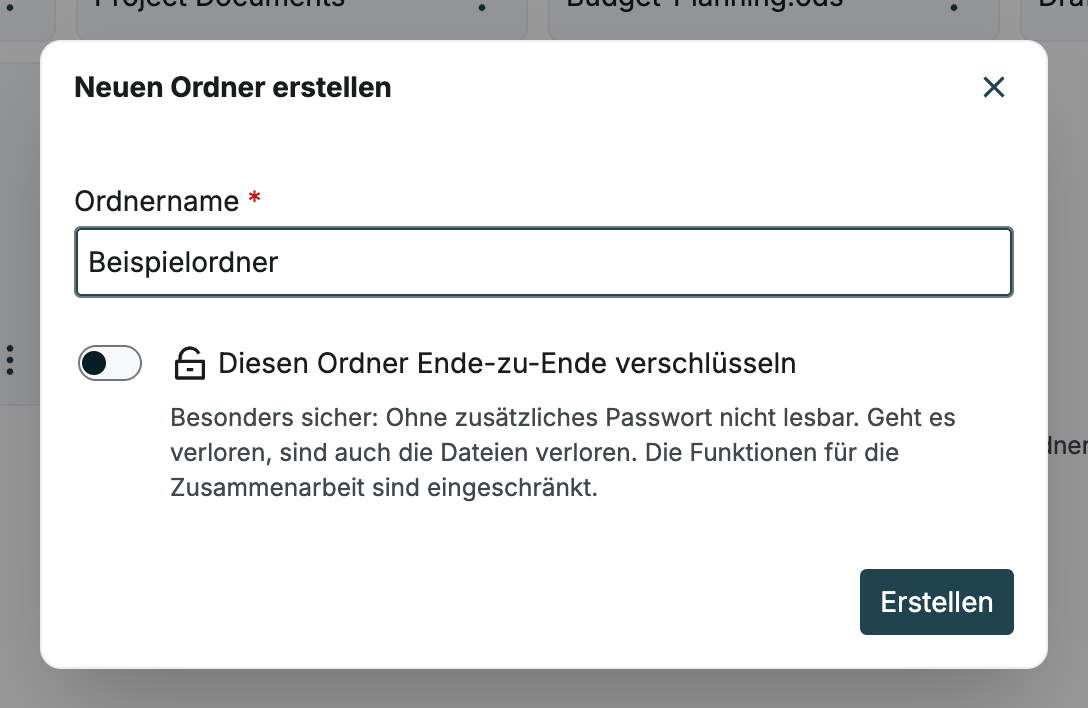 Project Documents
Budget-Planning.ods
Neuen Ordner erstellen
Ordnername *
Beispielordner
Diesen Ordner Ende-zu-Ende verschlüsseln
Besonders sicher: Ohne zusätzliches Passwort nicht lesbar. Geht es
verloren, sind auch die Dateien verloren. Die Funktionen für die
Zusammenarbeit sind eingeschränkt.
Erstellen